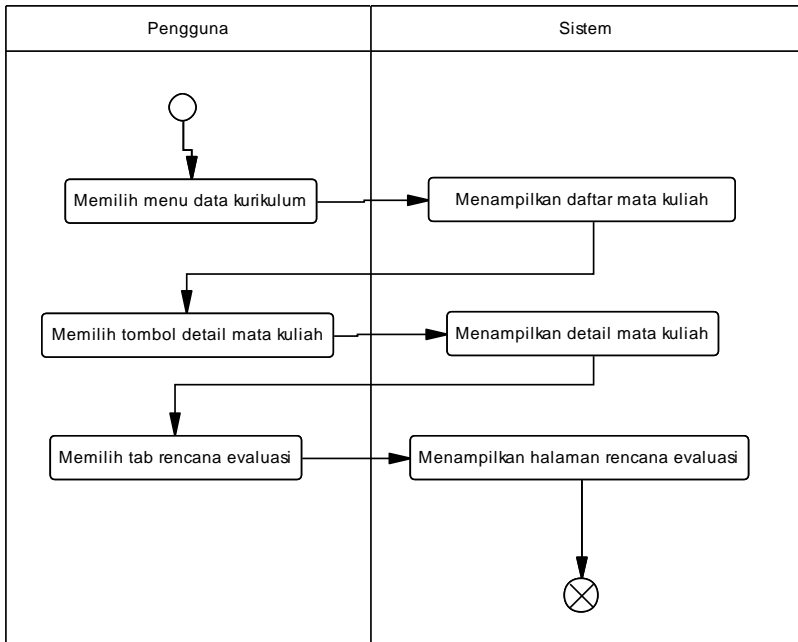 Pengguna
Sistem
Memilih menu data kurikulum
Menampilkan daftar mata kuliah
Memilih tombol detail mata kuliah
Menampilkan detail mata kuliah
Memilih tab rencana evaluasi
Menampilkan halaman rencana evaluasi